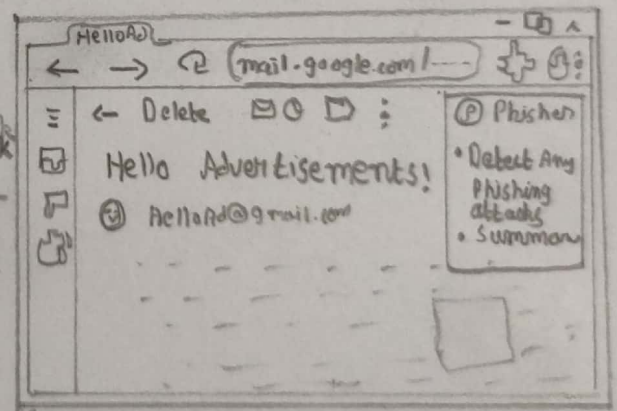 HelloAd
mail.google.com/----
← Delete
Hello Advertisements!
HelloAd@gmail.com
P Phisher
• Detect Any
Phishing
attacks
• Summary